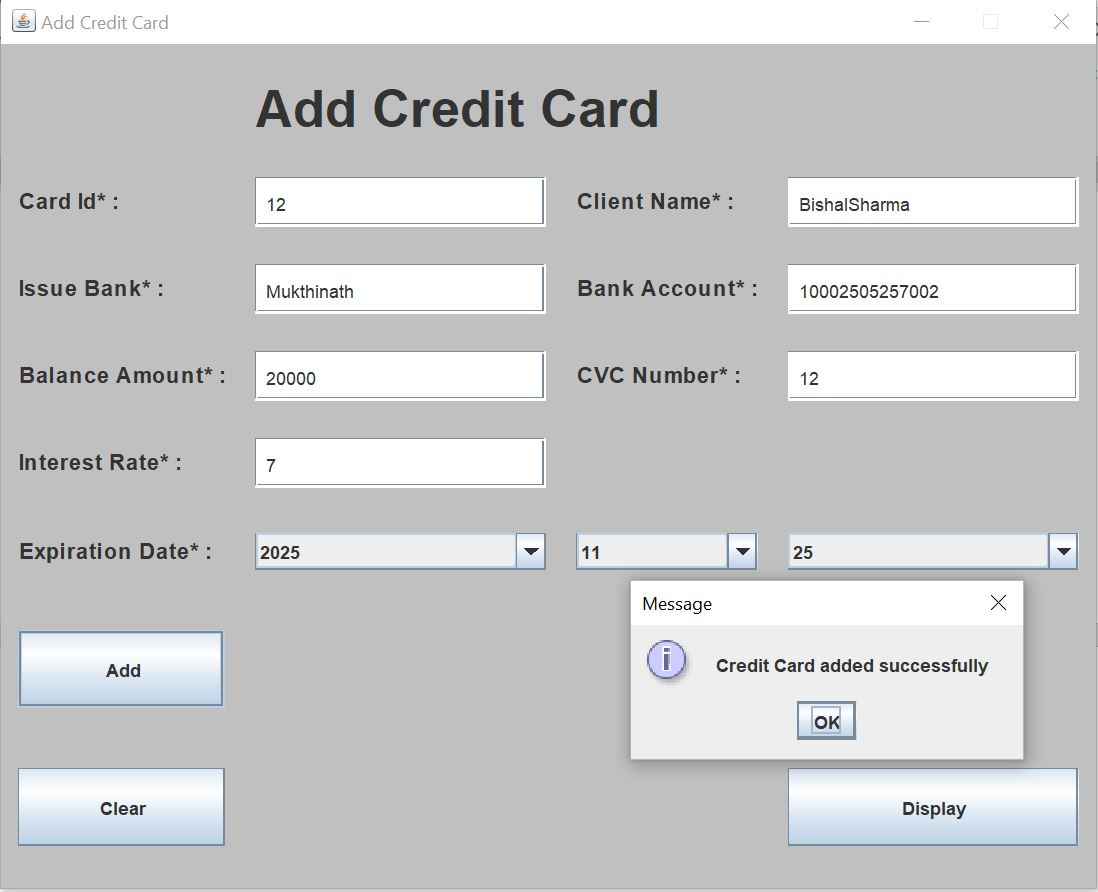 Add Credit Card
Add Credit Card
Card Id* : 12 Client Name* : BishalSharma
Issue Bank* : Mukthinath Bank Account* : 10002505257002
Balance Amount* : 20000 CVC Number* : 12
Interest Rate* : 7
Expiration Date* : 2025 11 25
Message
Add Credit Card added successfully
OK
Clear Display